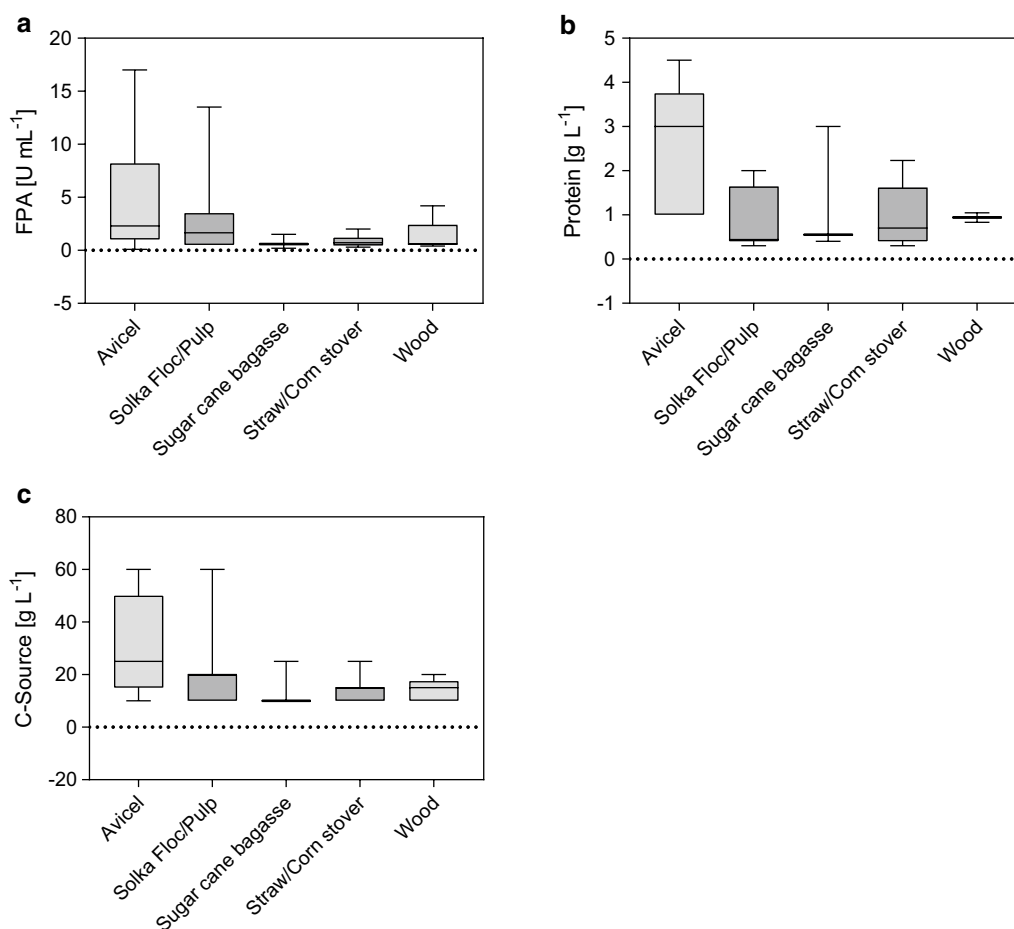 a
FPA [U mL⁻¹]
20
15
10
5
0
-5
Avicel
Solka Floc/Pulp
Sugar cane bagasse
Straw/Corn stover
Wood
b
Protein [g L⁻¹]
5
4
3
2
1
0
-1
Avicel
Solka Floc/Pulp
Sugar cane bagasse
Straw/Corn stover
Wood
c
C-Source [g L⁻¹]
80
60
40
20
0
-20
Avicel
Solka Floc/Pulp
Sugar cane bagasse
Straw/Corn stover
Wood